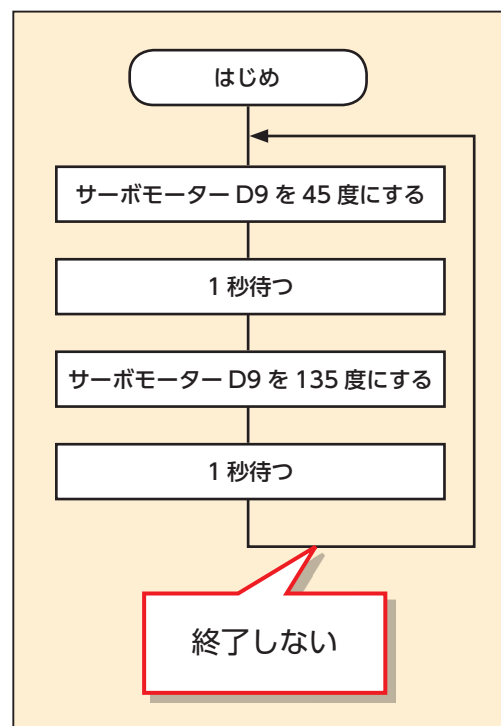 はじめ
サーボモーター D9 を 45 度にする
1 秒待つ
サーボモーター D9 を 135 度にする
1 秒待つ
終了しない